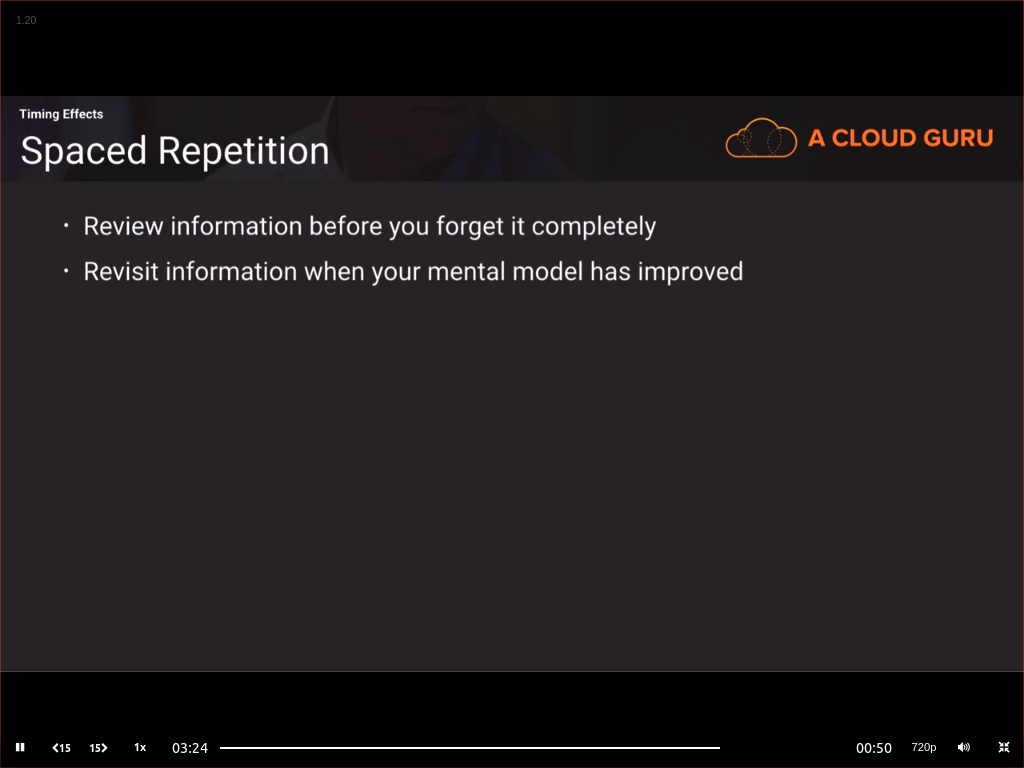 1.20
Timing Effects
Spaced Repetition
A CLOUD GURU
· Review information before you forget it completely
· Revisit information when your mental model has improved
15 15 1x 03:24 00:50 720p